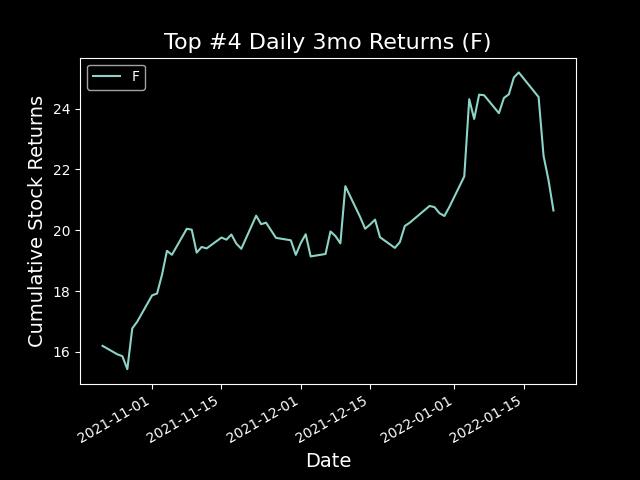 Top #4 Daily 3mo Returns (F)
F
Cumulative Stock Returns
24
22
20
18
16
2021-11-01
2021-11-15
2021-12-01
2021-12-15
2022-01-01
2022-01-15
Date